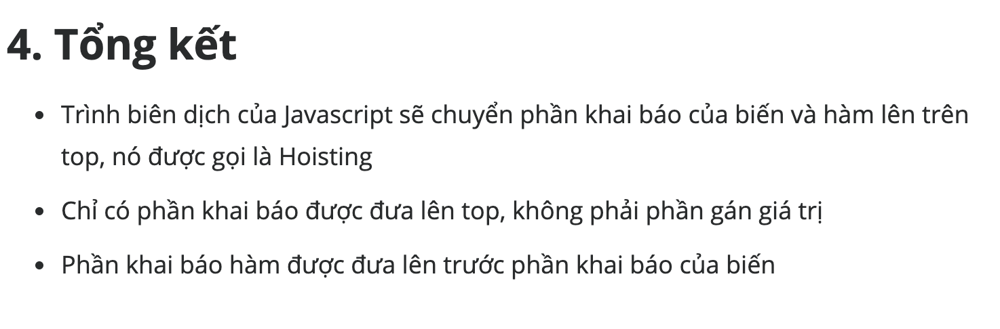 4. Tổng kết
• Trình biên dịch của Javascript sẽ chuyển phần khai báo của biến và hàm lên trên
top, nó được gọi là Hoisting
• Chỉ có phần khai báo được đưa lên top, không phải phần gán giá trị
• Phần khai báo hàm được đưa lên trước phần khai báo của biến